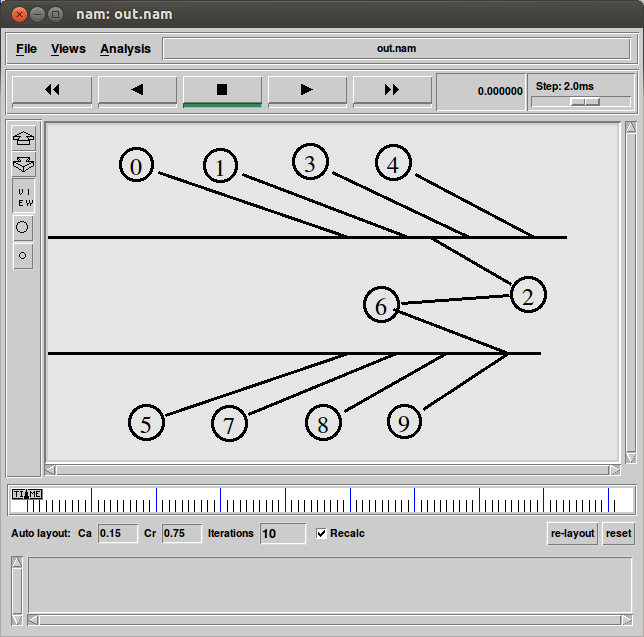 nam: out.nam
File Views Analysis out.nam
0.000000 Step: 2.0ms
VIEW
0 1 3 4
2
6
5 7 8 9
TIME
Auto layout: Ca 0.15 Cr 0.75 Iterations 10 Recalc re-layout reset